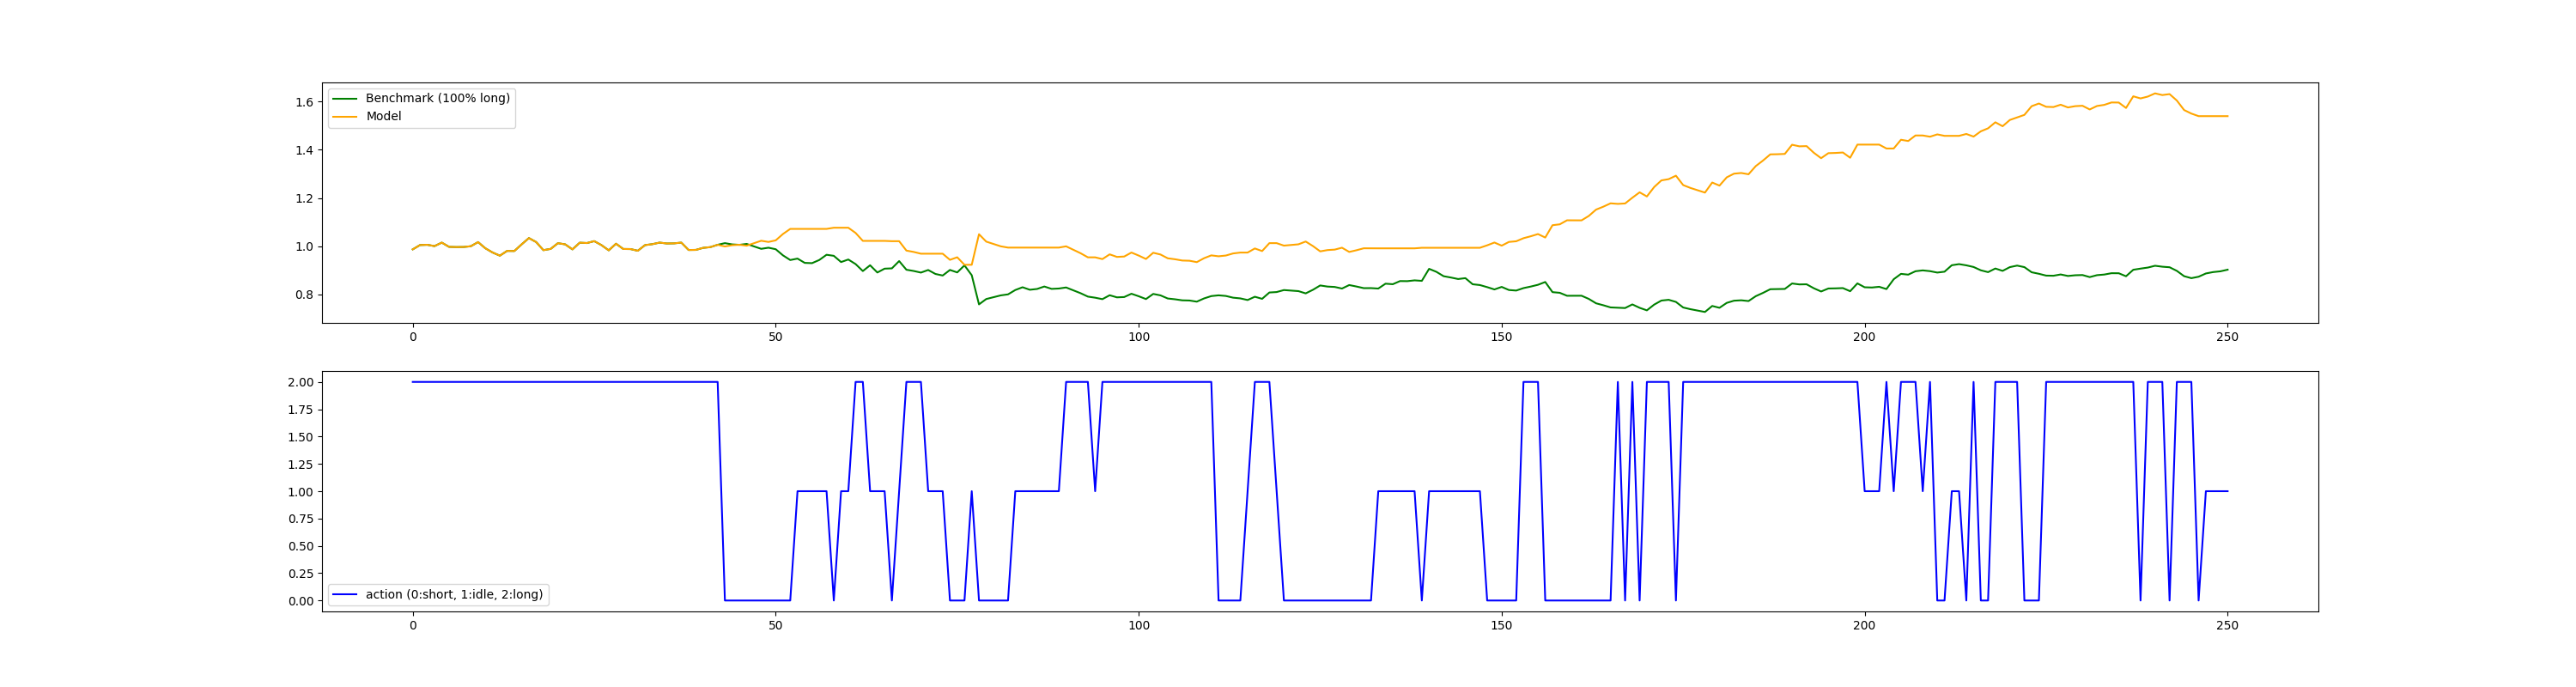 Benchmark (100% long)
Model
1.6
1.4
1.2
1.0
0.8
0 50 100 150 200 250
2.00
1.75
1.50
1.25
1.00
0.75
0.50
0.25
0.00
action (0:short, 1:idle, 2:long)
0 50 100 150 200 250